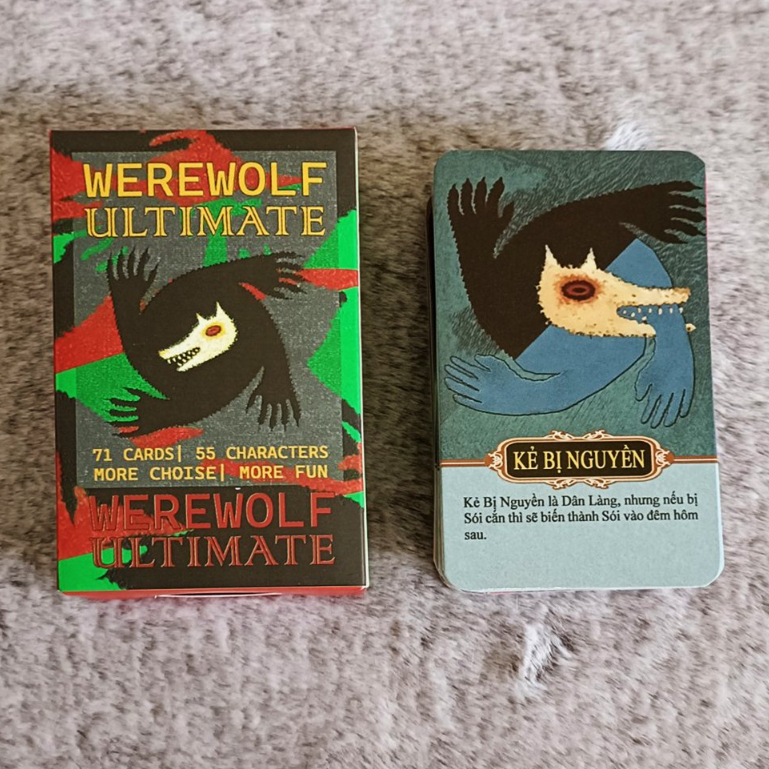 WEREWOLF
ULTIMATE
71 CARDS| 55 CHARACTERS
MORE CHOISE| MORE FUN
WEREWOLF
ULTIMATE
KẺ BỊ NGUYỀN
Kẻ Bị Nguyền là Dân Làng, nhưng nếu bị
Sói cắn thì sẽ biến thành Sói vào đêm hôm
sau.